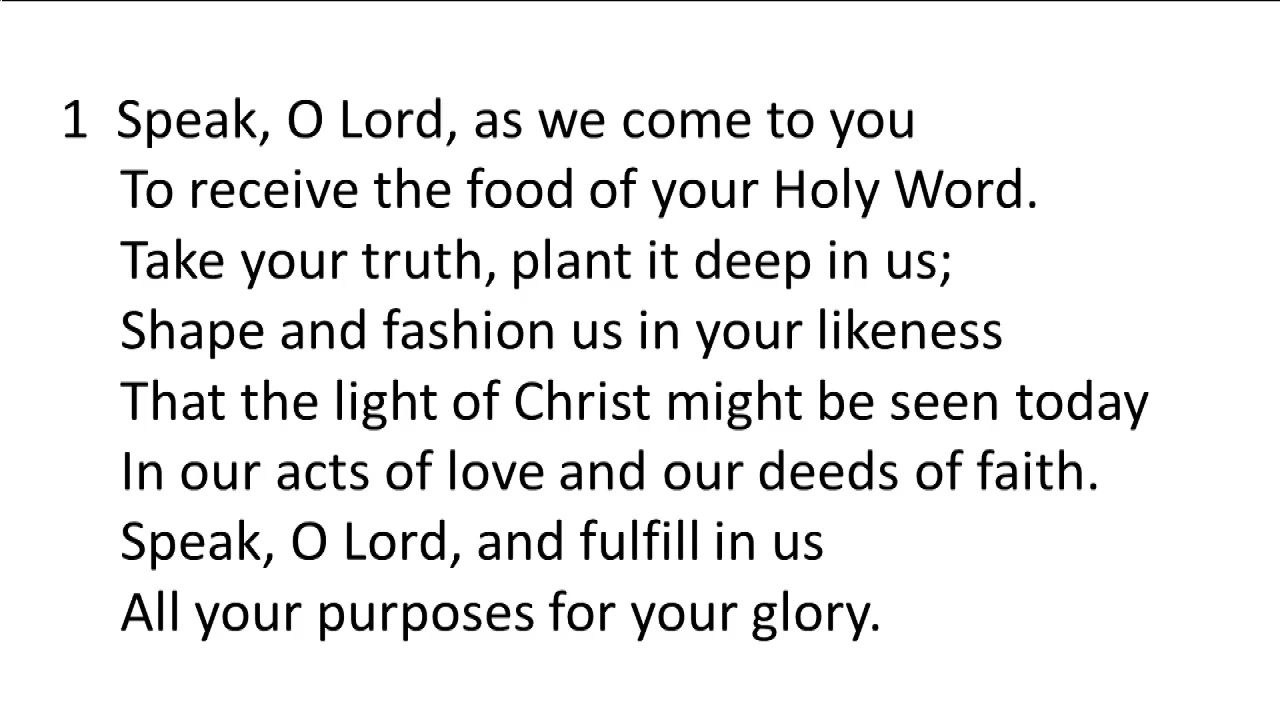 1 Speak, O Lord, as we come to you
To receive the food of your Holy Word.
Take your truth, plant it deep in us;
Shape and fashion us in your likeness
That the light of Christ might be seen today
In our acts of love and our deeds of faith.
Speak, O Lord, and fulfill in us
All your purposes for your glory.